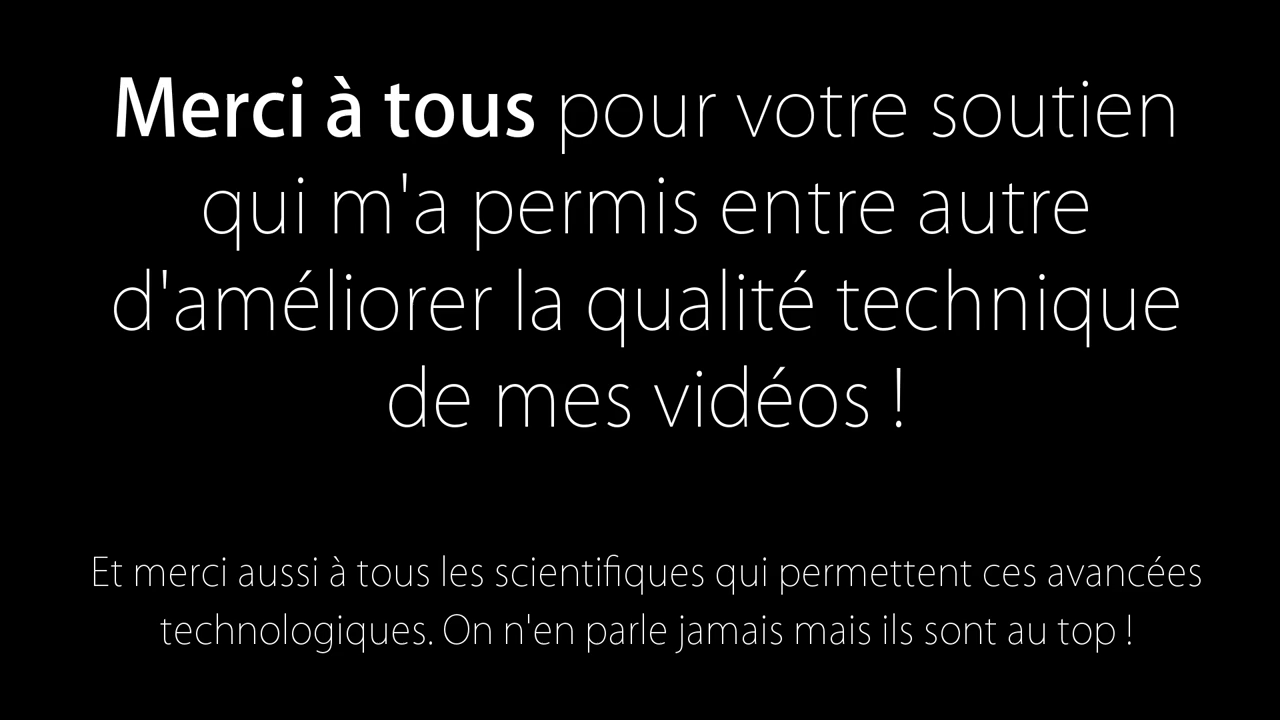 Merci à tous pour votre soutien
qui m'a permis entre autre
d'améliorer la qualité technique
de mes vidéos !
Et merci aussi à tous les scientifiques qui permettent ces avancées
technologiques. On n'en parle jamais mais ils sont au top !